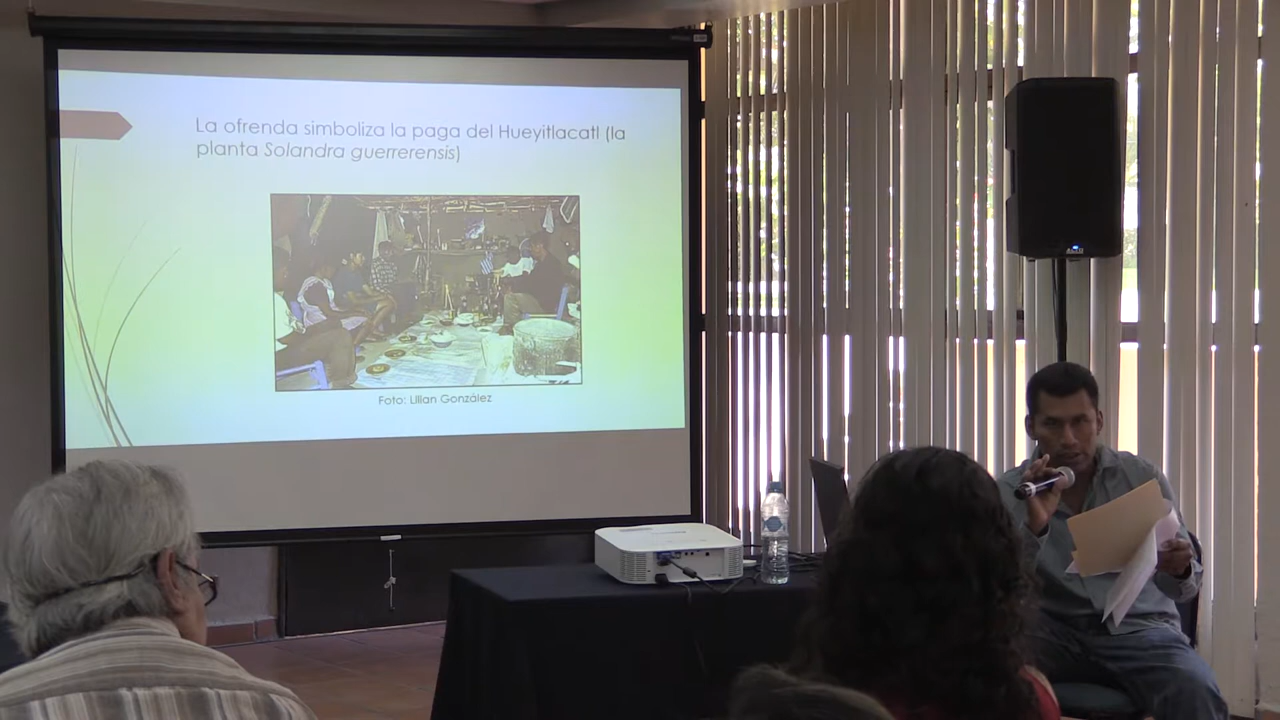 La ofrenda simboliza la paga del Hueyitlacatl (la
planta Solandra guerrerensis)
Foto: Lilian González